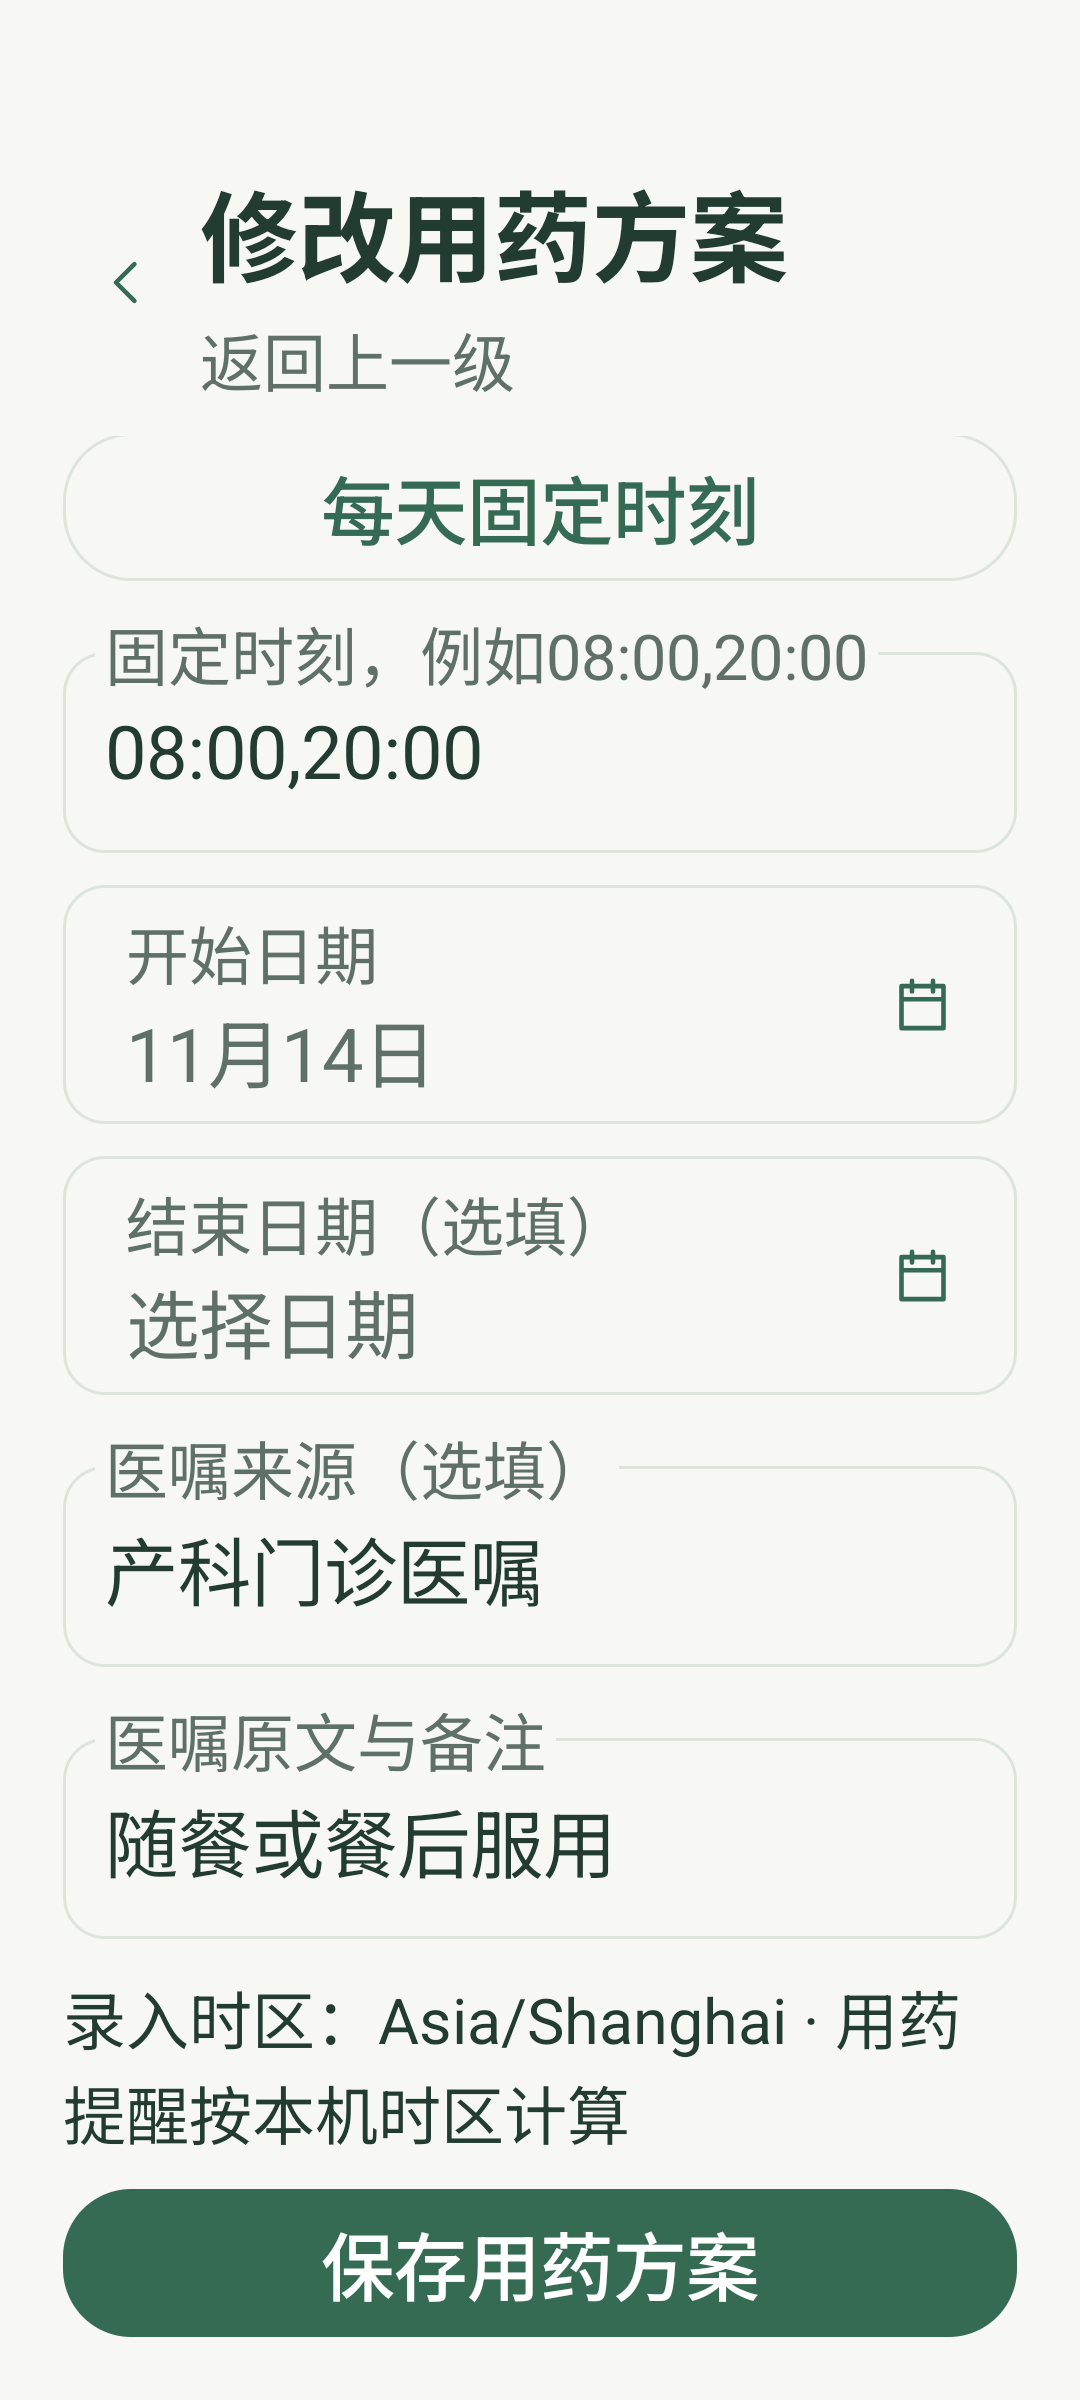 修改用药方案
返回上一级
每天固定时刻
固定时刻，例如08:00,20:00
08:00,20:00
开始日期
11月14日
结束日期（选填）
选择日期
医嘱来源（选填）
产科门诊医嘱
医嘱原文与备注
随餐或餐后服用
录入时区：Asia/Shanghai · 用药
提醒按本机时区计算
保存用药方案